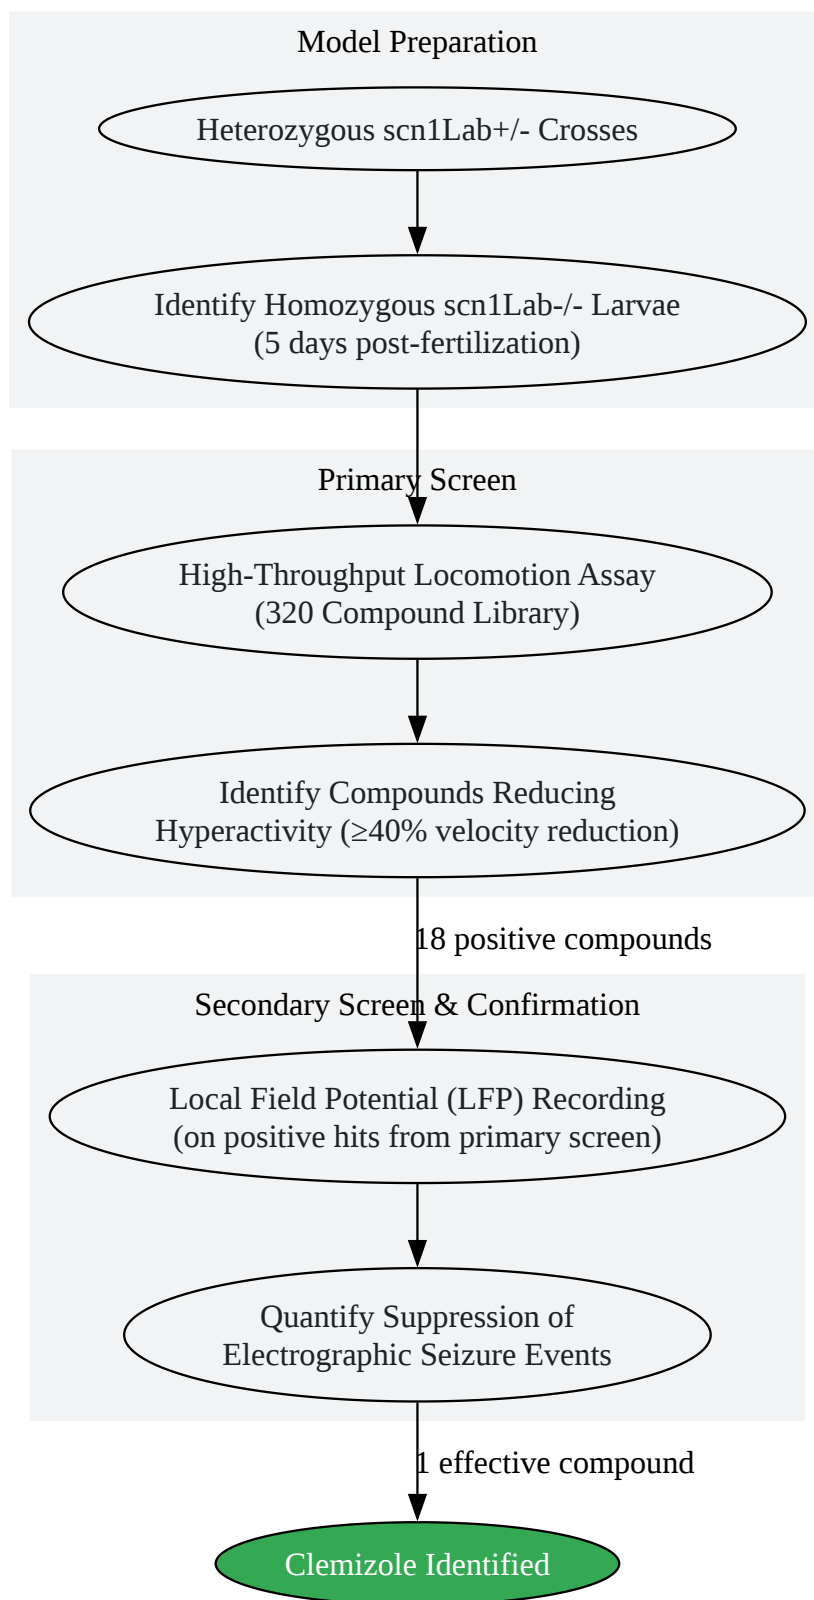 Model Preparation
Heterozygous scn1Lab+/- Crosses
Identify Homozygous scn1Lab-/- Larvae
(5 days post-fertilization)
Primary Screen
High-Throughput Locomotion Assay
(320 Compound Library)
Identify Compounds Reducing
Hyperactivity (≥40% velocity reduction)
18 positive compounds
Secondary Screen & Confirmation
Local Field Potential (LFP) Recording
(on positive hits from primary screen)
Quantify Suppression of
Electrographic Seizure Events
1 effective compound
Clemizole Identified